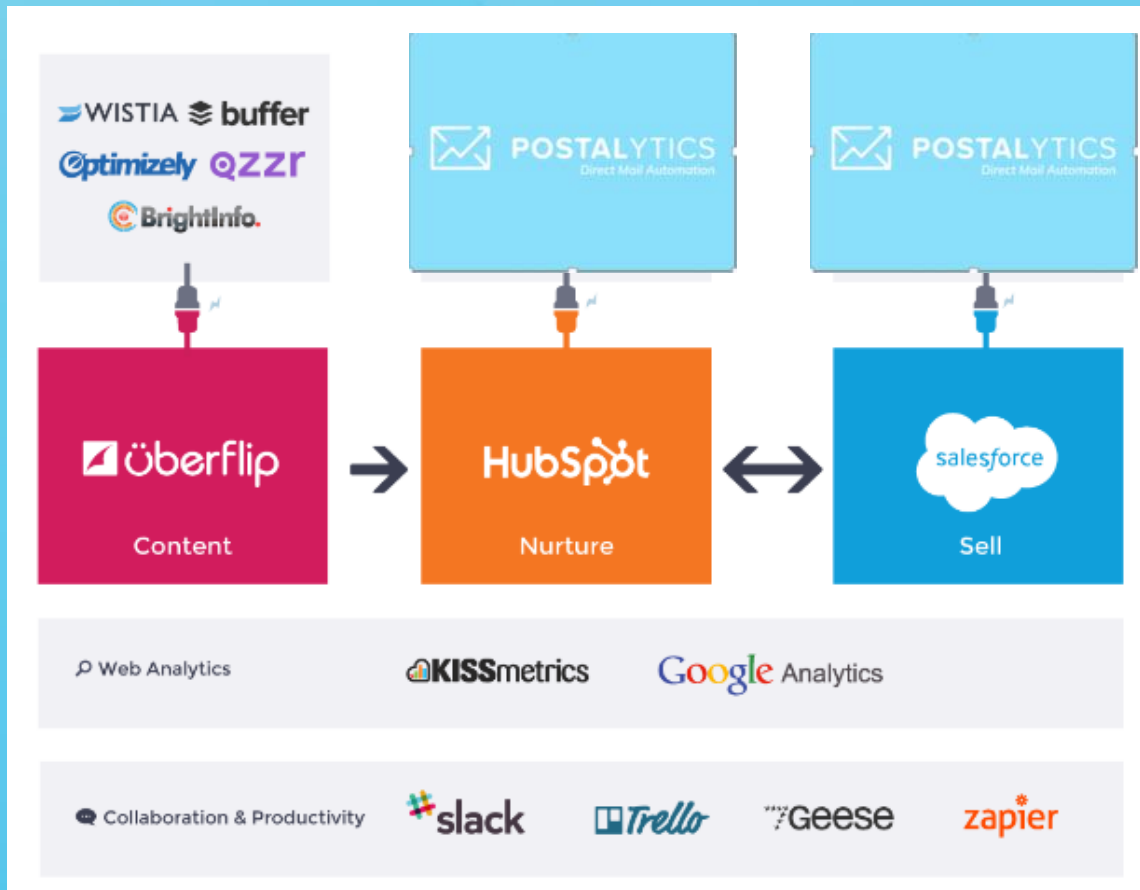 WISTIA buffer
Optimizely QZZR
BrightInfo.
POSTALYTICS
Direct Mail Automation
POSTALYTICS
Direct Mail Automation
überflip
Content
HubSpot
Nurture
salesforce
Sell
Web Analytics
KISSmetrics
Google Analytics
Collaboration & Productivity
slack
Trello
7Geese
zapier